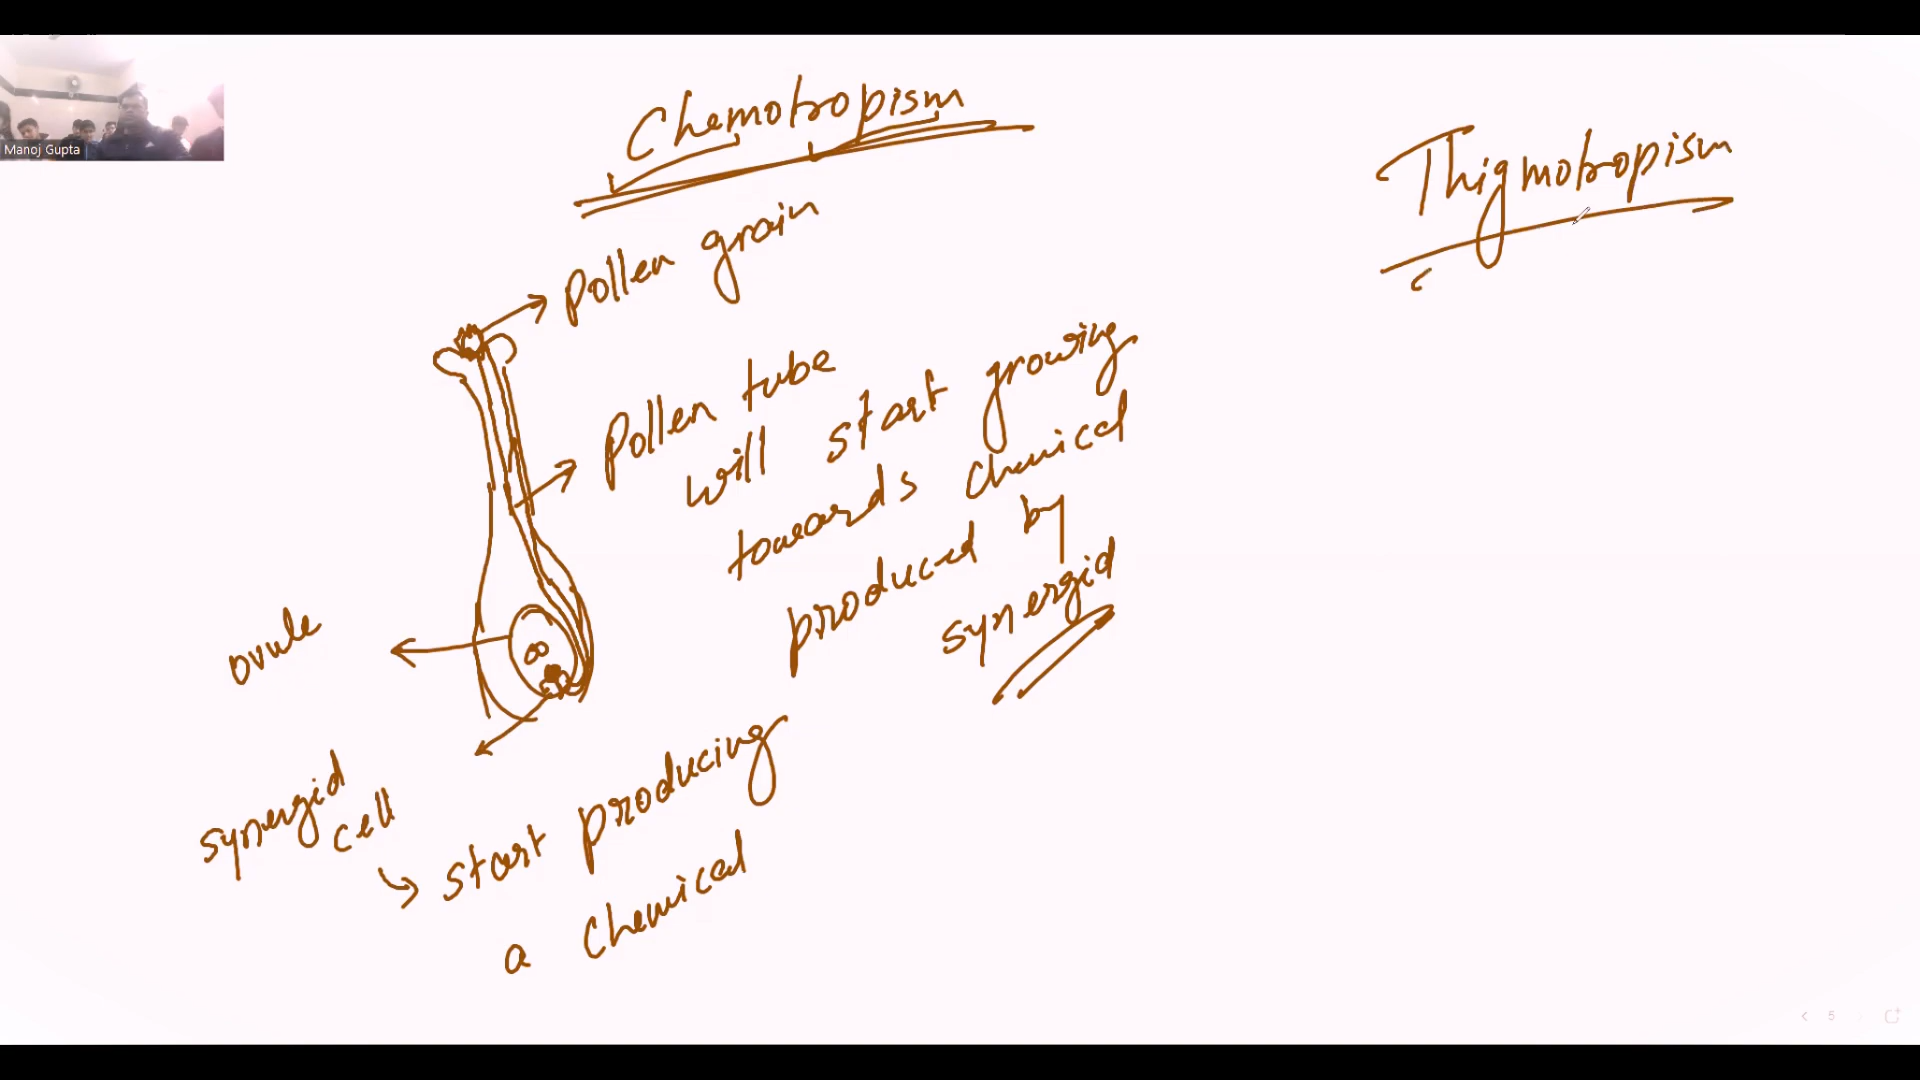 Manoj Gupta
Chemotropism
Thigmotropism
Pollen grain
Pollen tube
will start growing
towards chemical
produced by
synergid
ovule
synergid
cell
start producing
a chemical
5